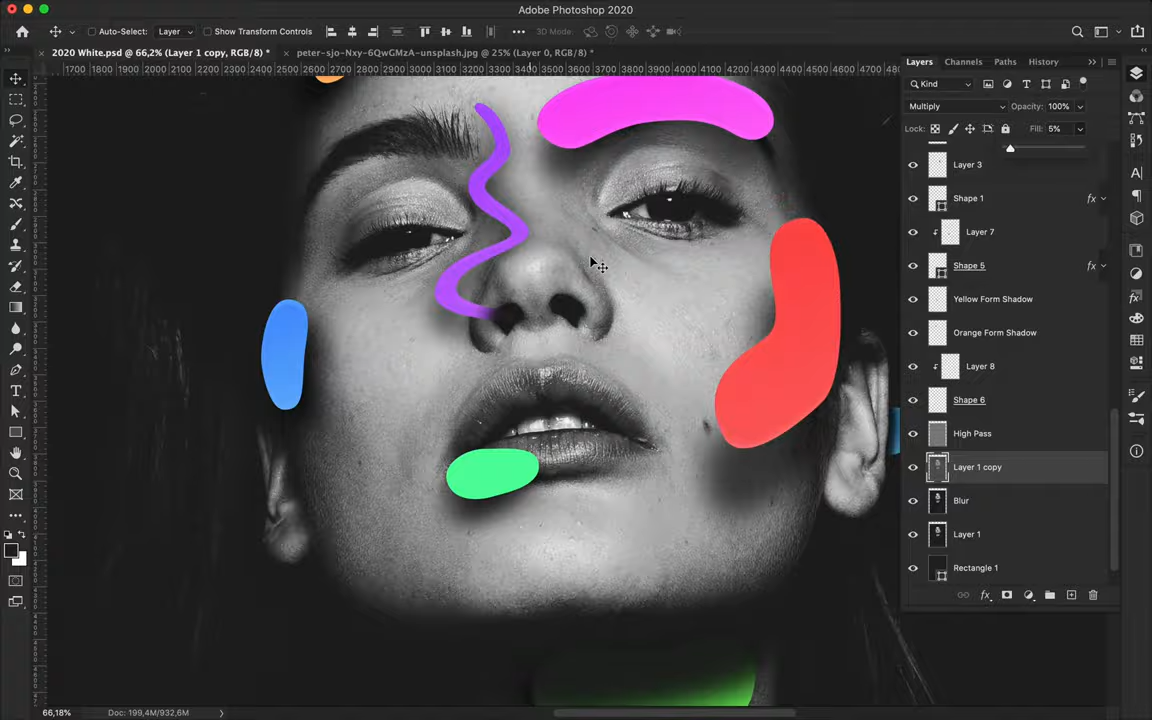 Adobe Photoshop 2020
Auto-Select: Layer Show Transform Controls 3D Mode:
2020 White.psd @ 66,2% (Layer 1 copy, RGB/8) * peter-sjo-Nxy-6QwGMzA-unsplash.jpg @ 25% (Layer 0, RGB/8) *
1700 1800 1900 2000 2100 2200 2300 2400 2500 2600 2700 2800 2900 3000 3100 3200 3300 3400 3500 3600 3700 3800 3900 4000 4100 4200 4300 4400 4500 4600 4700
Layers Channels Paths History
Kind
Multiply Opacity: 100%
Lock: Fill: 5%
Layer 3
Shape 1 fx
Layer 7
Shape 5 fx
Yellow Form Shadow
Orange Form Shadow
Layer 8
Shape 6
High Pass
Layer 1 copy
Blur
Layer 1
Rectangle 1
66,18% Doc: 199,4M/932,6M